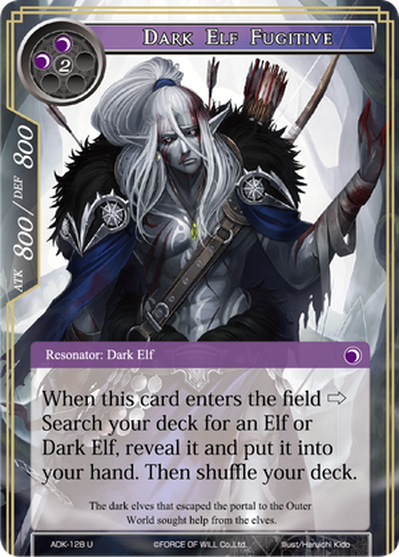 DARK ELF FUGITIVE
2
ATK 800 / DEF 800
Resonator: Dark Elf
When this card enters the field ⇨
Search your deck for an Elf or
Dark Elf, reveal it and put it into
your hand. Then shuffle your deck.
The dark elves that escaped the portal to the Outer
World sought help from the elves.
ADK-128 U ©FORCE OF WILL Co.,Ltd. Illust/Haruichi Kido